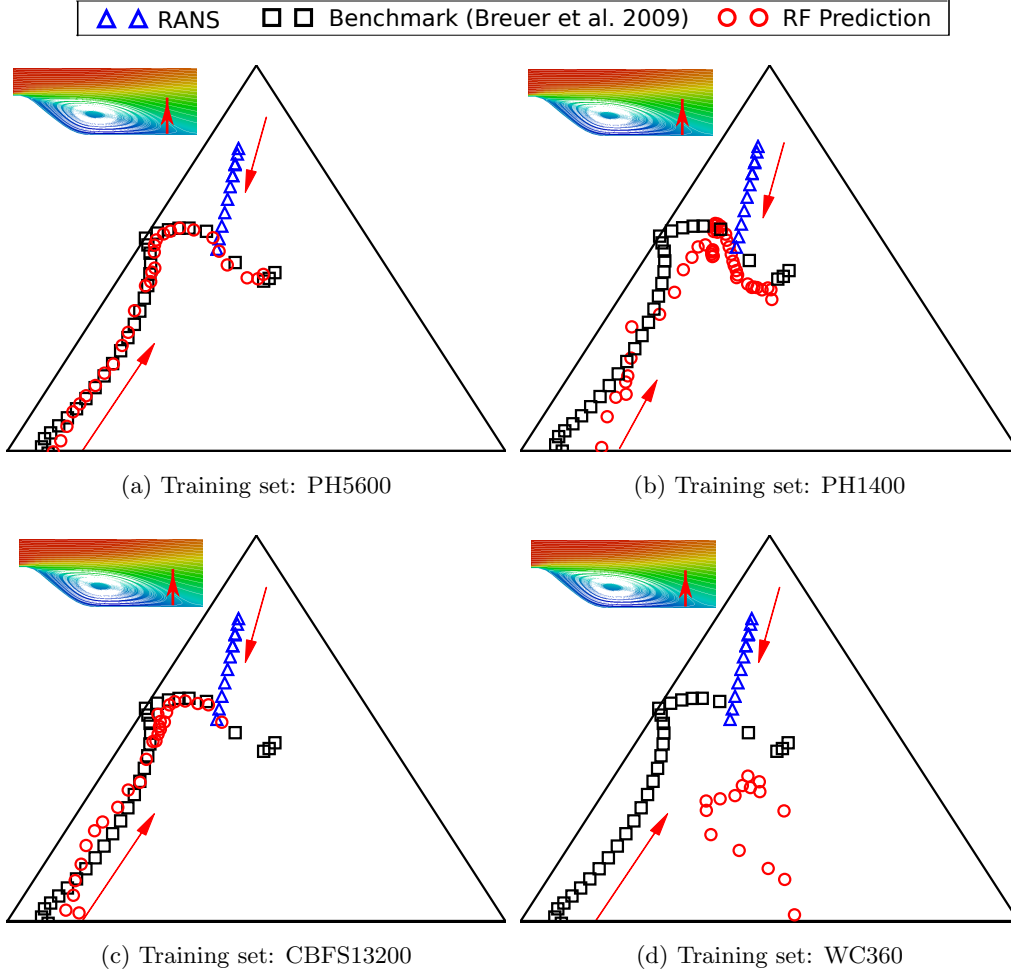 RANS Benchmark (Breuer et al. 2009) RF Prediction
(a) Training set: PH5600
(b) Training set: PH1400
(c) Training set: CBFS13200
(d) Training set: WC360